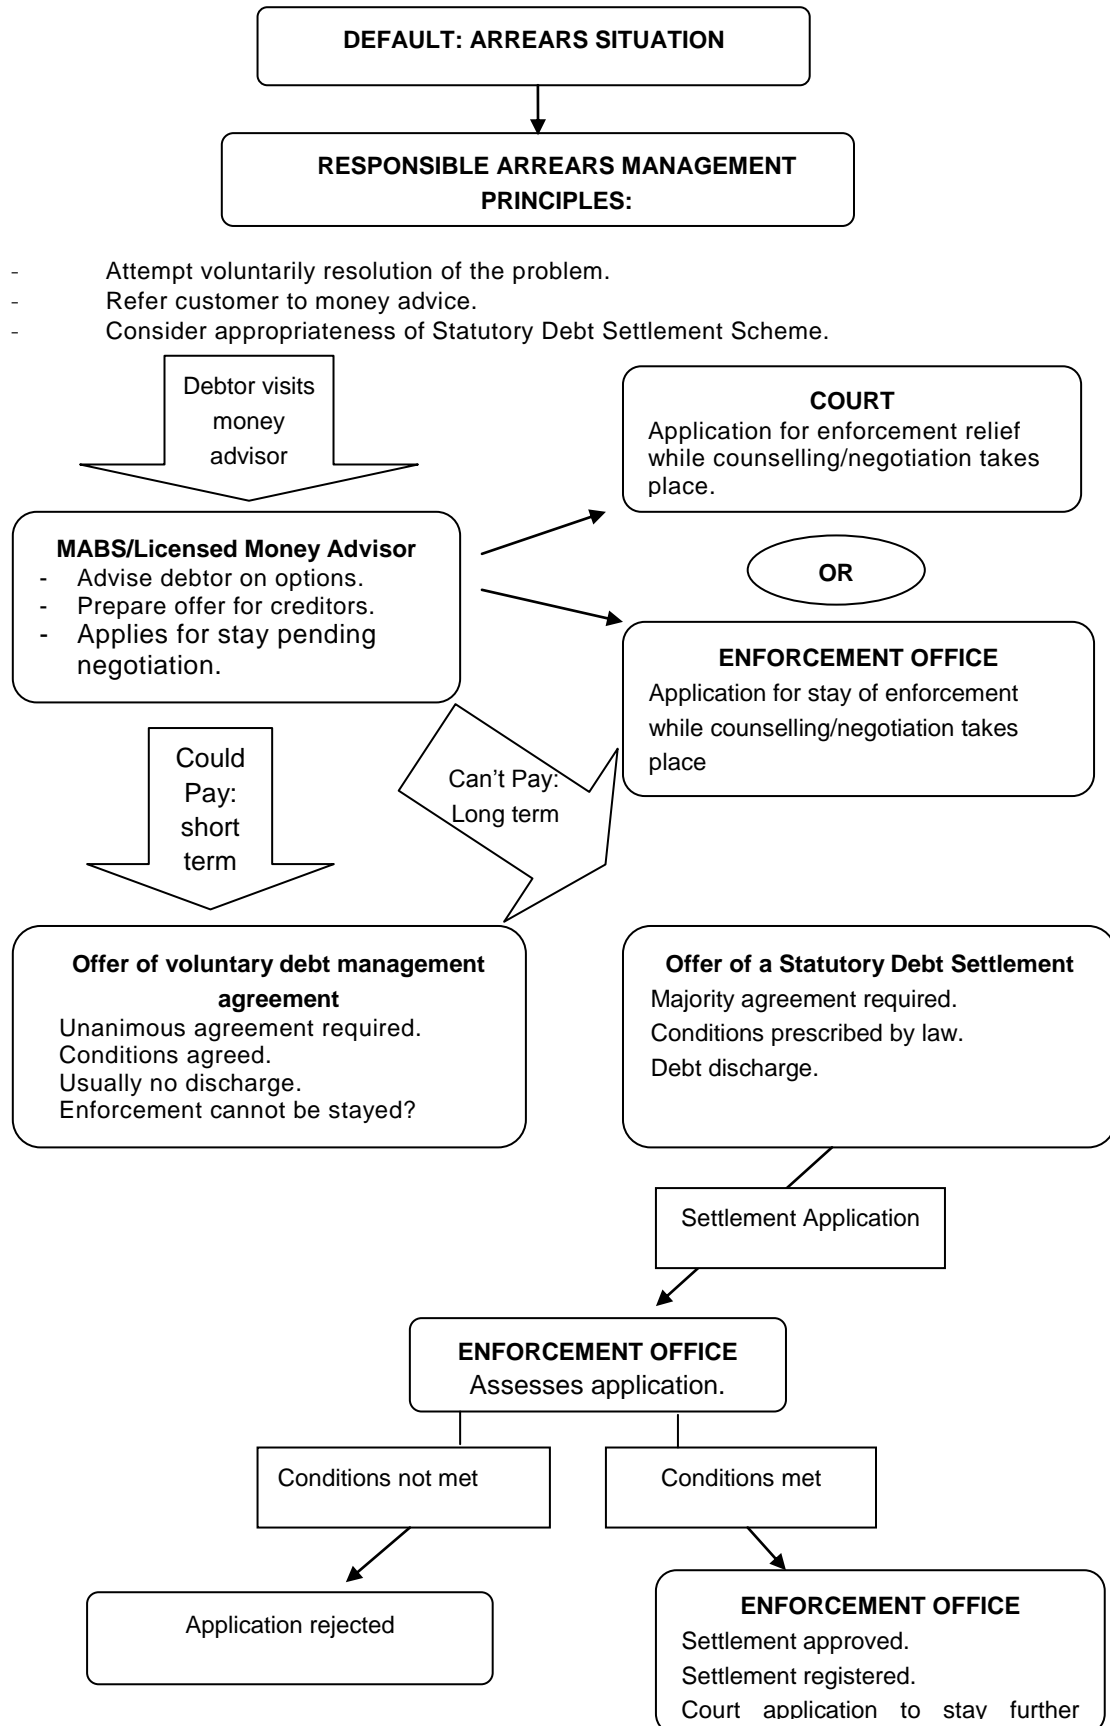 DEFAULT: ARREARS SITUATION
RESPONSIBLE ARREARS MANAGEMENT
PRINCIPLES:
- Attempt voluntarily resolution of the problem.
- Refer customer to money advice.
- Consider appropriateness of Statutory Debt Settlement Scheme.
Debtor visits
money
advisor
COURT
Application for enforcement relief
while counselling/negotiation takes
place.
MABS/Licensed Money Advisor
- Advise debtor on options.
- Prepare offer for creditors.
- Applies for stay pending
negotiation.
OR
ENFORCEMENT OFFICE
Application for stay of enforcement
while counselling/negotiation takes
place
Could
Pay:
short
term
Can't Pay:
Long term
Offer of voluntary debt management
agreement
Unanimous agreement required.
Conditions agreed.
Usually no discharge.
Enforcement cannot be stayed?
Offer of a Statutory Debt Settlement
Majority agreement required.
Conditions prescribed by law.
Debt discharge.
Settlement Application
ENFORCEMENT OFFICE
Assesses application.
Conditions not met
Conditions met
Application rejected
ENFORCEMENT OFFICE
Settlement approved.
Settlement registered.
Court application to stay further